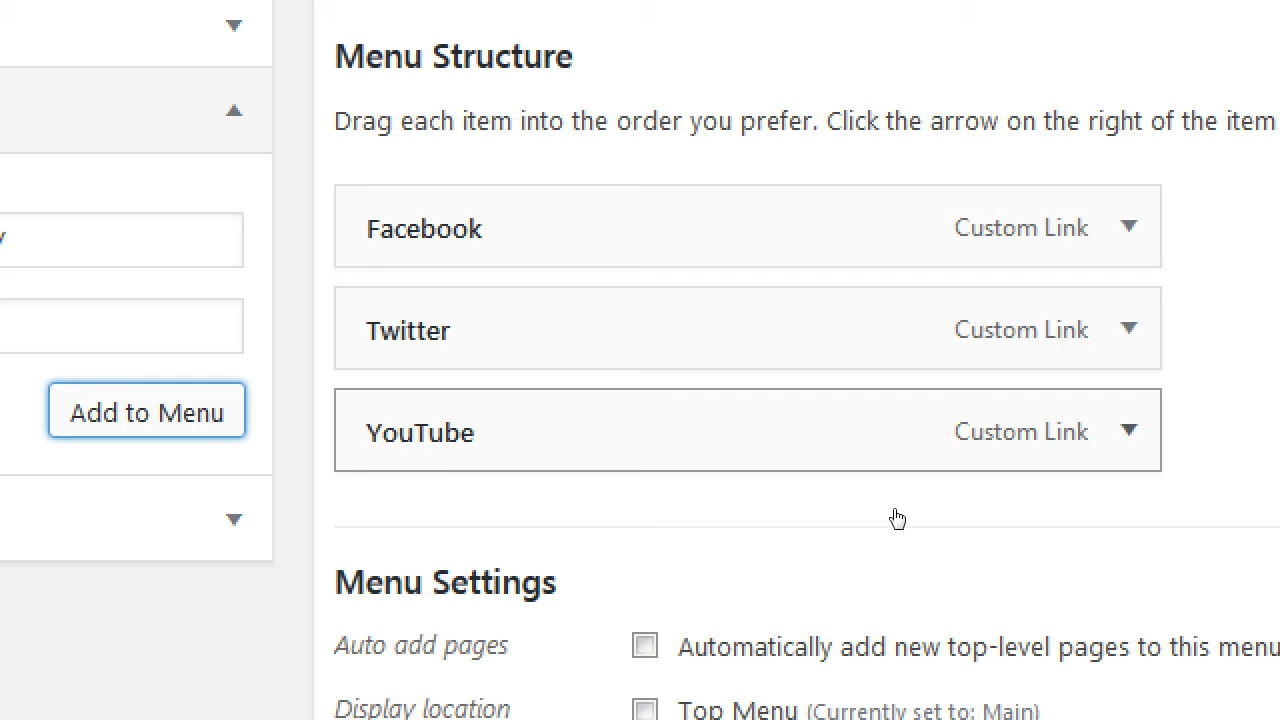 Menu Structure
Drag each item into the order you prefer. Click the arrow on the right of the item
Facebook Custom Link
Twitter Custom Link
YouTube Custom Link
Add to Menu
Menu Settings
Auto add pages Automatically add new top-level pages to this menu
Display location Top Menu (Currently set to: Main)